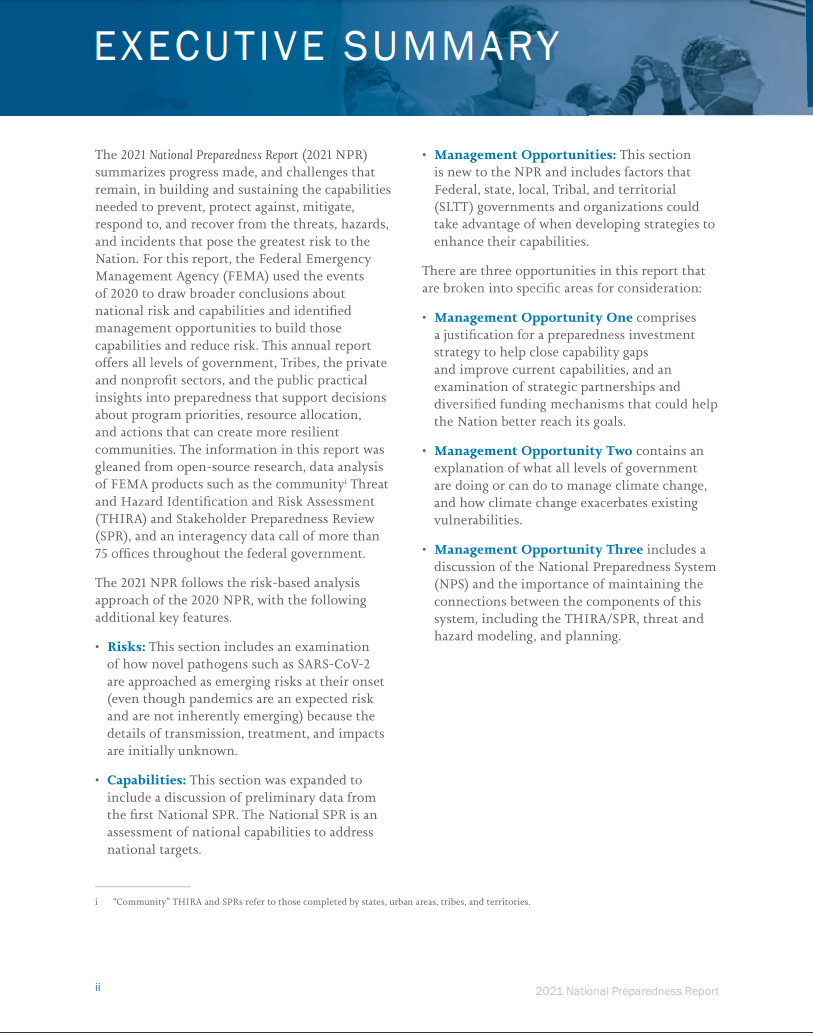 EXECUTIVE SUMMARY
The 2021 National Preparedness Report (2021 NPR)
summarizes progress made, and challenges that
remain, in building and sustaining the capabilities
needed to prevent, protect against, mitigate,
respond to, and recover from the threats, hazards,
and incidents that pose the greatest risk to the
Nation. For this report, the Federal Emergency
Management Agency (FEMA) used the events
of 2020 to draw broader conclusions about
national risk and capabilities and identified
management opportunities to build those
capabilities and reduce risk. This annual report
offers all levels of government, Tribes, the private
and nonprofit sectors, and the public practical
insights into preparedness that support decisions
about program priorities, resource allocation,
and actions that can create more resilient
communities. The information in this report was
gleaned from open-source research, data analysis
of FEMA products such as the communityⁱ Threat
and Hazard Identification and Risk Assessment
(THIRA) and Stakeholder Preparedness Review
(SPR), and an interagency data call of more than
75 offices throughout the federal government.
The 2021 NPR follows the risk-based analysis
approach of the 2020 NPR, with the following
additional key features.
• Risks: This section includes an examination
of how novel pathogens such as SARS-CoV-2
are approached as emerging risks at their onset
(even though pandemics are an expected risk
and are not inherently emerging) because the
details of transmission, treatment, and impacts
are initially unknown.
• Capabilities: This section was expanded to
include a discussion of preliminary data from
the first National SPR. The National SPR is an
assessment of national capabilities to address
national targets.
• Management Opportunities: This section
is new to the NPR and includes factors that
Federal, state, local, Tribal, and territorial
(SLTT) governments and organizations could
take advantage of when developing strategies to
enhance their capabilities.
There are three opportunities in this report that
are broken into specific areas for consideration:
• Management Opportunity One comprises
a justification for a preparedness investment
strategy to help close capability gaps
and improve current capabilities, and an
examination of strategic partnerships and
diversified funding mechanisms that could help
the Nation better reach its goals.
• Management Opportunity Two contains an
explanation of what all levels of government
are doing or can do to manage climate change,
and how climate change exacerbates existing
vulnerabilities.
• Management Opportunity Three includes a
discussion of the National Preparedness System
(NPS) and the importance of maintaining the
connections between the components of this
system, including the THIRA/SPR, threat and
hazard modeling, and planning.
i "Community" THIRA and SPRs refer to those completed by states, urban areas, tribes, and territories.
ii
2021 National Preparedness Report